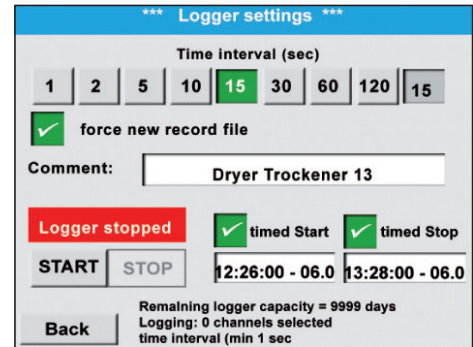 *** Logger settings ***
Time interval (sec)
1 2 5 10 15 30 60 120 15
force new record file
Comment: Dryer Trockener 13
Logger stopped
timed Start timed Stop
START STOP 12:26:00 - 06.0 13:28:00 - 06.0
Back
Remaining logger capacity = 9999 days
Logging: 0 channels selected
time interval (min 1 sec